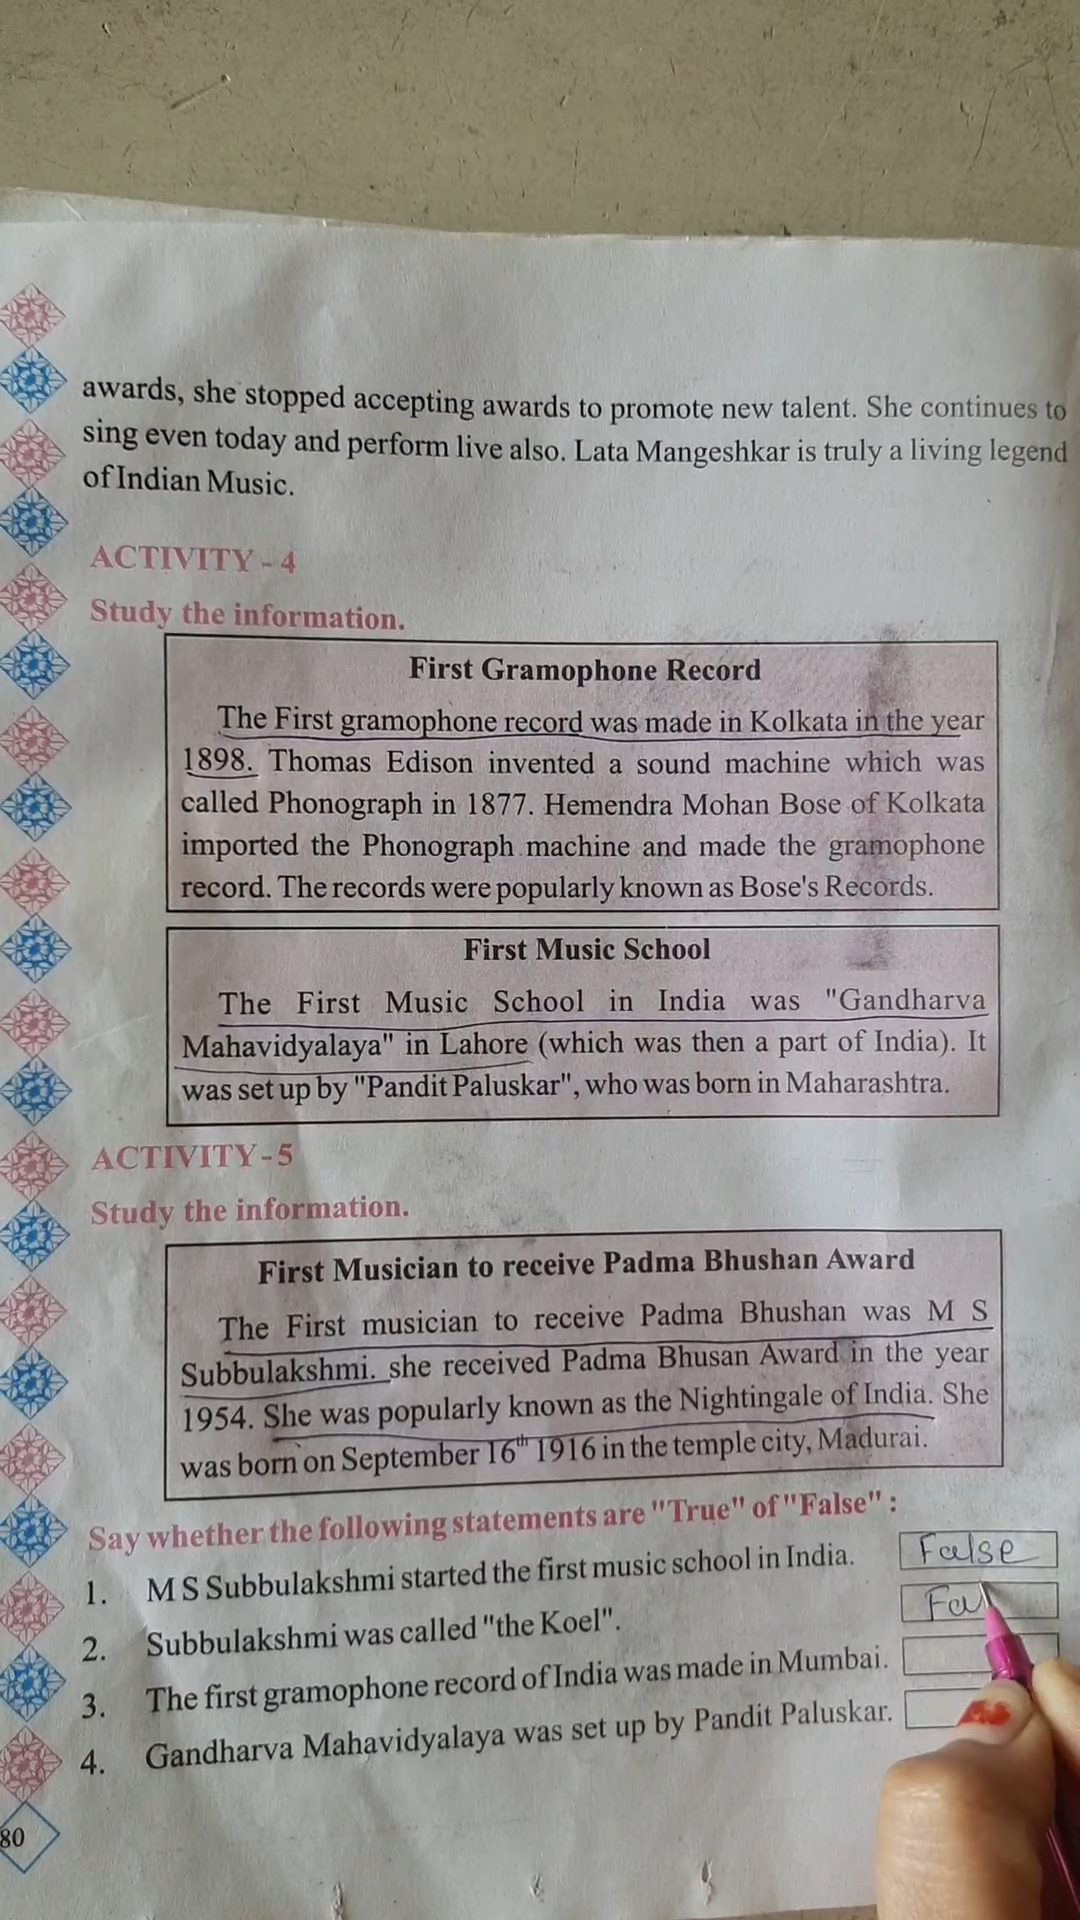 awards, she stopped accepting awards to promote new talent. She continues to
sing even today and perform live also. Lata Mangeshkar is truly a living legend
of Indian Music.
ACTIVITY - 4
Study the information.
First Gramophone Record
The First gramophone record was made in Kolkata in the year
1898. Thomas Edison invented a sound machine which was
called Phonograph in 1877. Hemendra Mohan Bose of Kolkata
imported the Phonograph machine and made the gramophone
record. The records were popularly known as Bose's Records.
First Music School
The First Music School in India was "Gandharva
Mahavidyalaya" in Lahore (which was then a part of India). It
was set up by "Pandit Paluskar", who was born in Maharashtra.
ACTIVITY - 5
Study the information.
First Musician to receive Padma Bhushan Award
The First musician to receive Padma Bhushan was M S
Subbulakshmi. she received Padma Bhusan Award in the year
1954. She was popularly known as the Nightingale of India. She
was born on September 16th 1916 in the temple city, Madurai.
Say whether the following statements are "True" of "False" :
1. M S Subbulakshmi started the first music school in India. False
2. Subbulakshmi was called "the Koel". Fal
3. The first gramophone record of India was made in Mumbai.
4. Gandharva Mahavidyalaya was set up by Pandit Paluskar.
80